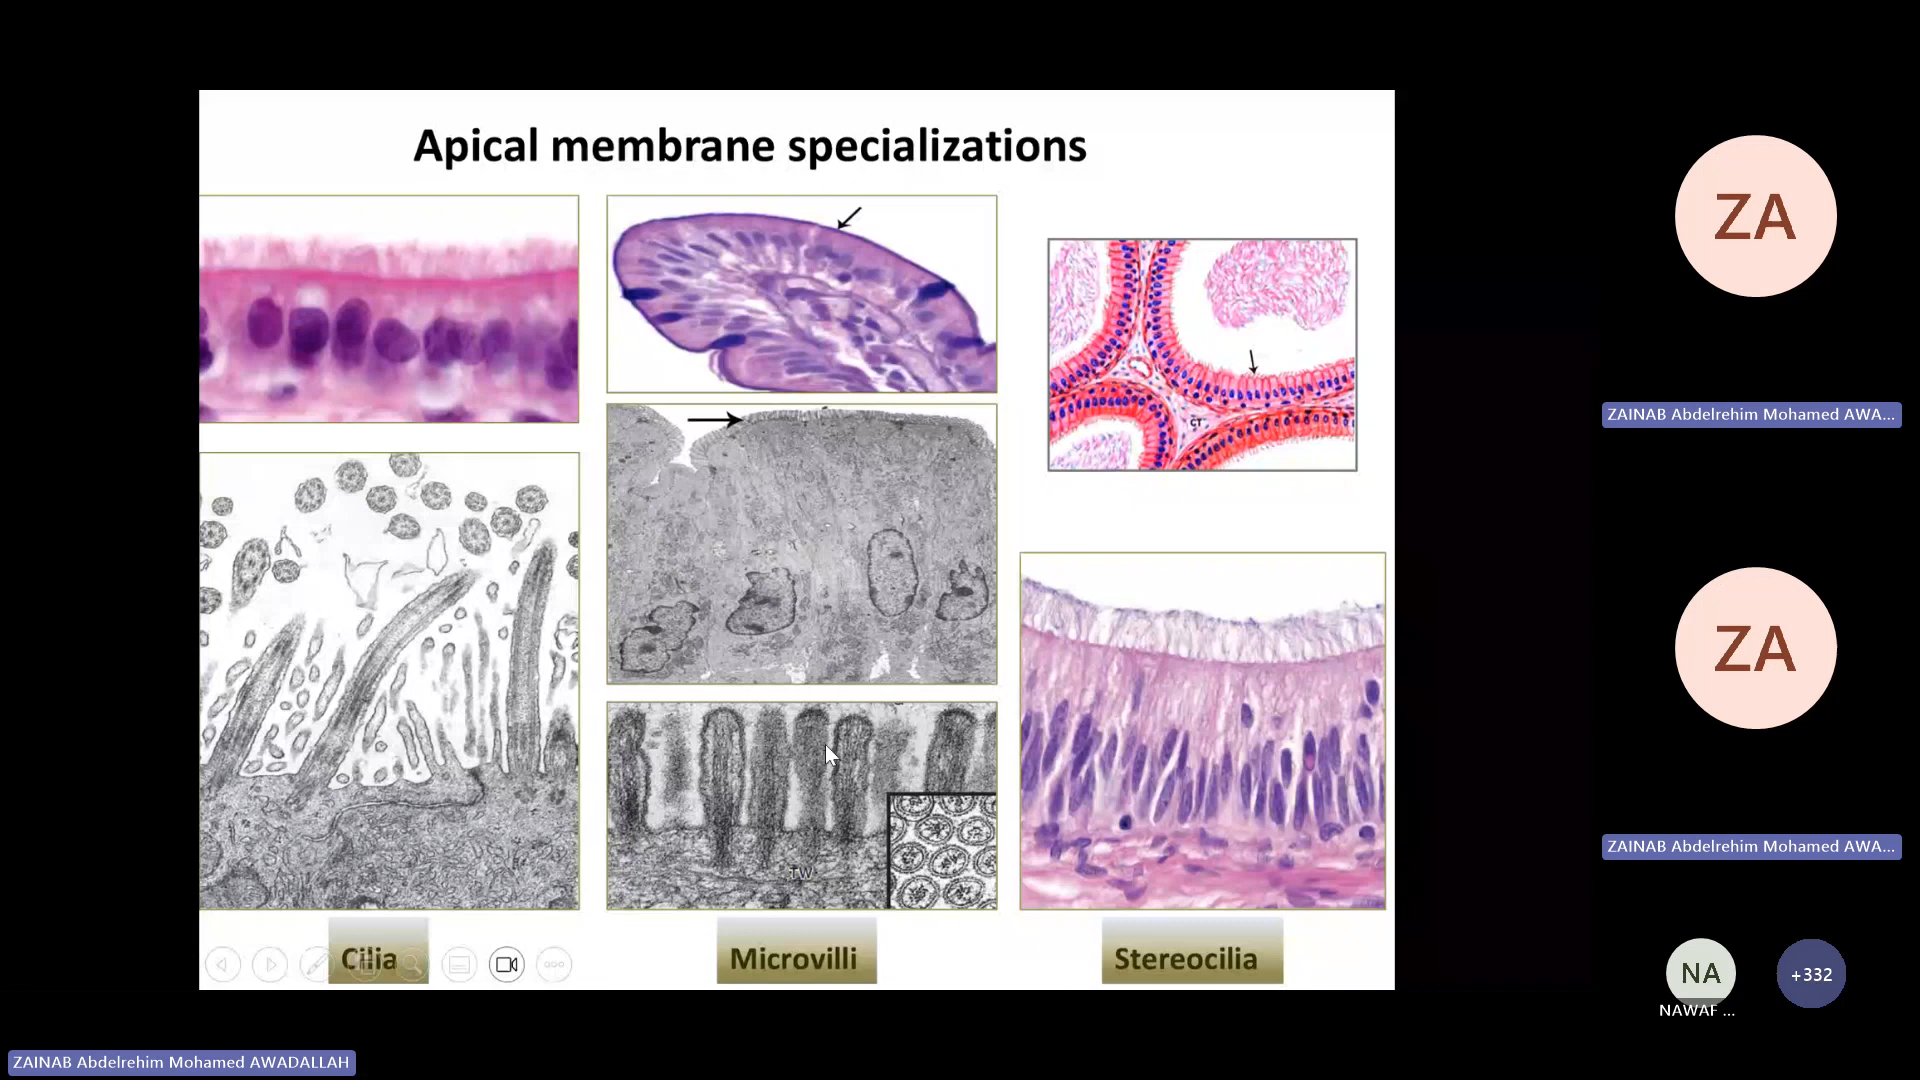 Apical membrane specializations
CT
TW
Cilia
Microvilli
Stereocilia
ZA
ZAINAB Abdelrehim Mohamed AWA...
ZA
ZAINAB Abdelrehim Mohamed AWA...
NA
+332
NAWAF ...
ZAINAB Abdelrehim Mohamed AWADALLAH